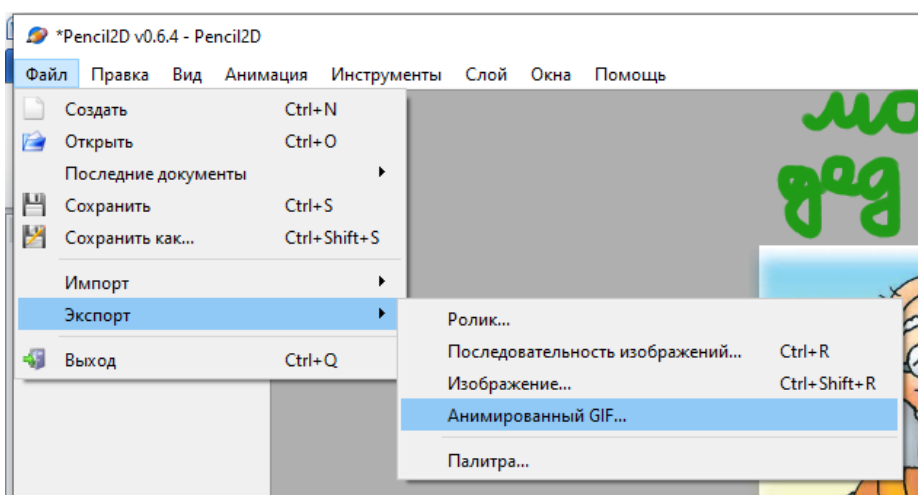 *Pencil2D v0.6.4 - Pencil2D
Файл Правка Вид Анимация Инструменты Слой Окна Помощь
Создать Ctrl+N
Открыть Ctrl+O
Последние документы
Сохранить Ctrl+S
Сохранить как... Ctrl+Shift+S
Импорт
Экспорт
Выход Ctrl+Q
Ролик...
Последовательность изображений... Ctrl+R
Изображение... Ctrl+Shift+R
Анимированный GIF...
Палитра...
дед